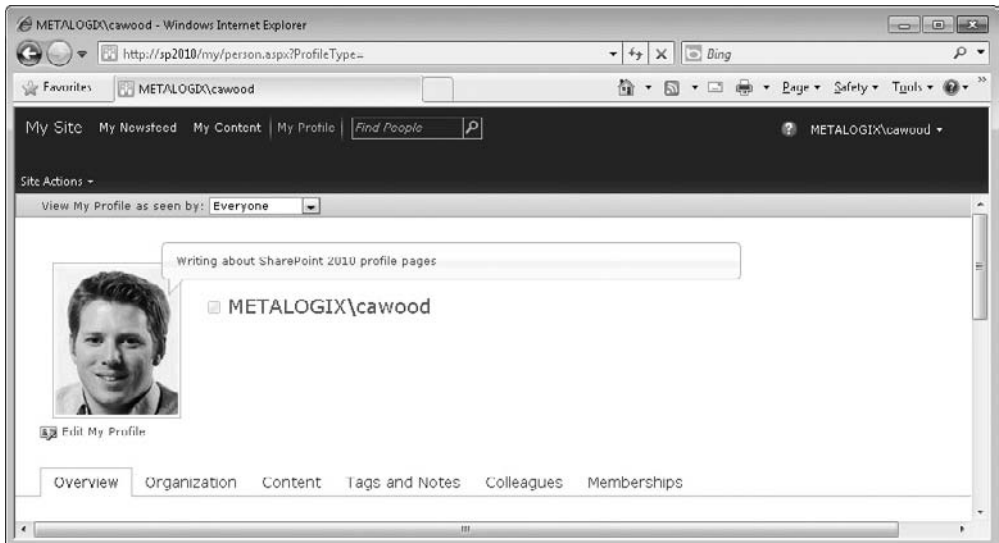 METALOGIX\cawood - Windows Internet Explorer
http://sp2010/my/person.aspx?ProfileType= Bing
Favorites METALOGIX\cawood Page Safety Tools
My Site My Newsfeed My Content My Profile Find People METALOGIX\cawood
Site Actions
View My Profile as seen by: Everyone
Writing about SharePoint 2010 profile pages
METALOGIX\cawood
Edit My Profile
Overview Organization Content Tags and Notes Colleagues Memberships